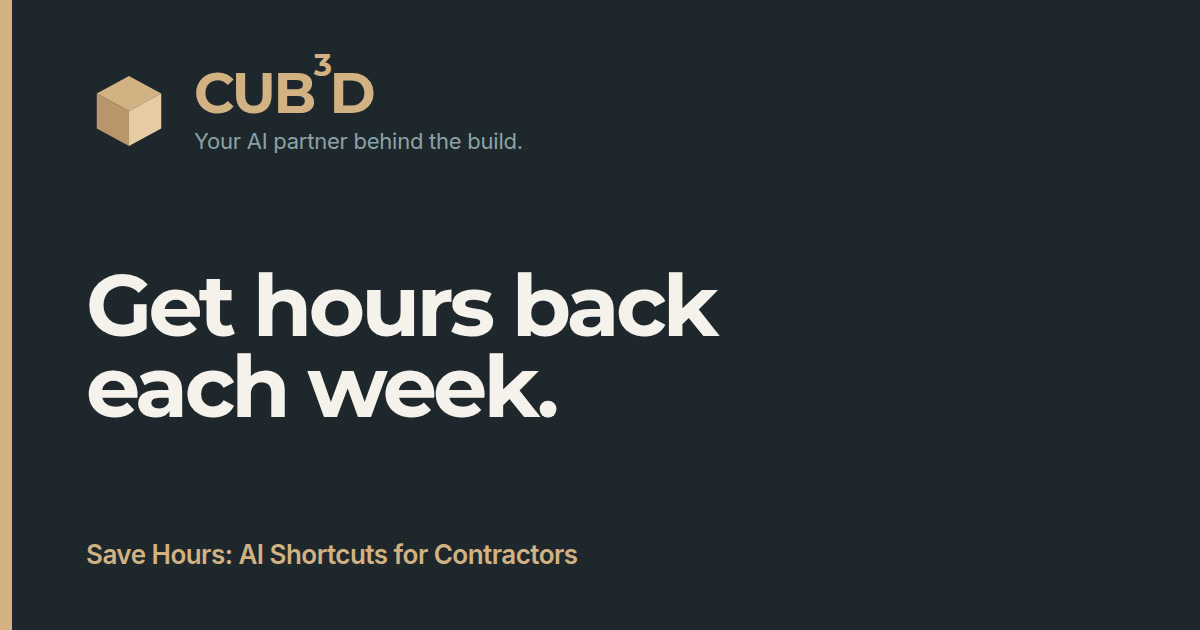 CUB³D
Your AI partner behind the build.
Get hours back
each week.
Save Hours: AI Shortcuts for Contractors